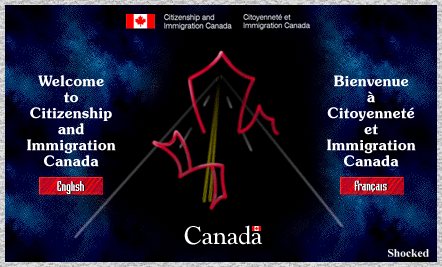 Citizenship and
Immigration Canada
Citoyenneté et
Immigration Canada
Welcome
to
Citizenship
and
Immigration
Canada
English
Bienvenue
à
Citoyenneté
et
Immigration
Canada
Français
Canada
Shocked